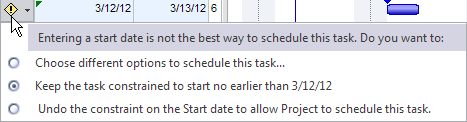 3/12/12 3/13/12 6
Entering a start date is not the best way to schedule this task. Do you want to:
Choose different options to schedule this task...
Keep the task constrained to start no earlier than 3/12/12
Undo the constraint on the Start date to allow Project to schedule this task.